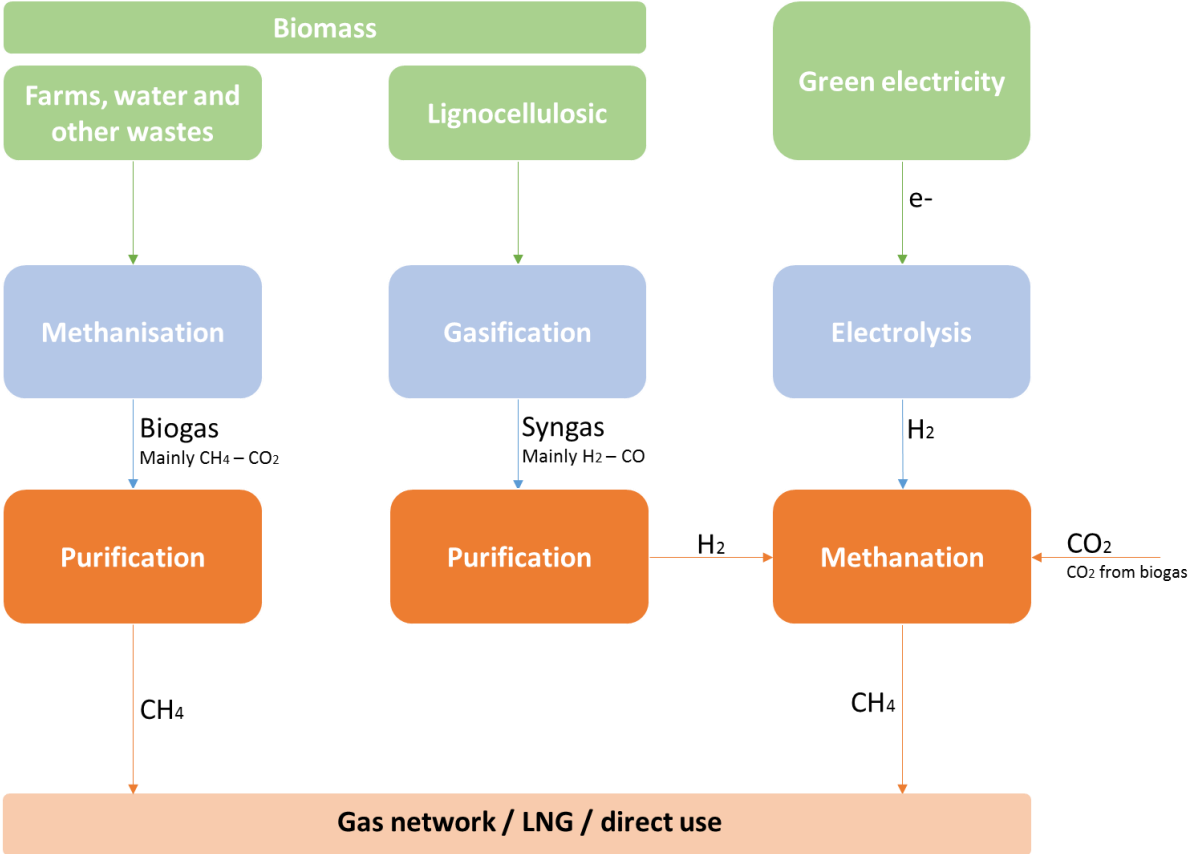 Biomass
Farms, water and
other wastes
Lignocellulosic
Green electricity
e-
Methanisation
Gasification
Electrolysis
Biogas
Mainly CH₄ – CO₂
Syngas
Mainly H₂ – CO
H₂
Purification
Purification
H₂
Methanation
CO₂
CO₂ from biogas
CH₄
CH₄
Gas network / LNG / direct use